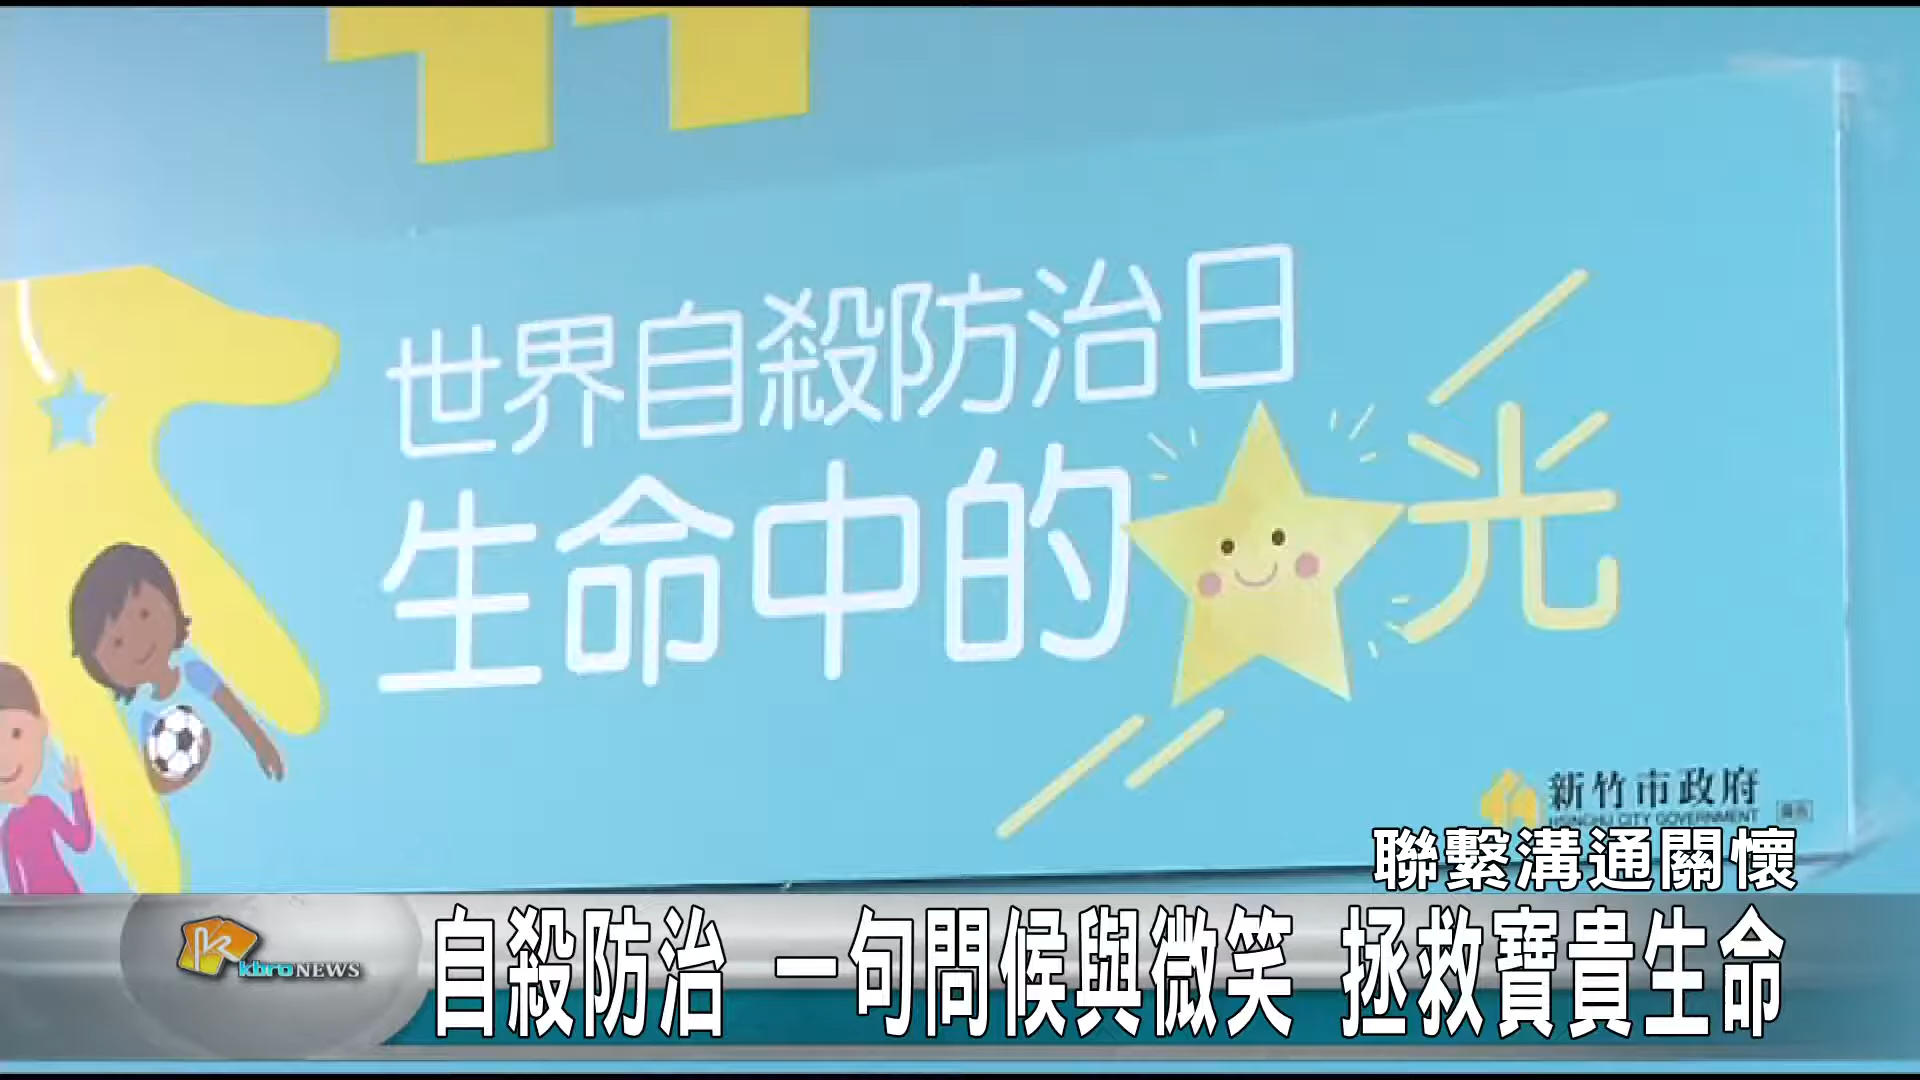 世界自殺防治日
生命中的光
新竹市政府
HSINCHU CITY GOVERNMENT
廣告
聯繫溝通關懷
自殺防治 一句問候與微笑 拯救寶貴生命
kbro NEWS